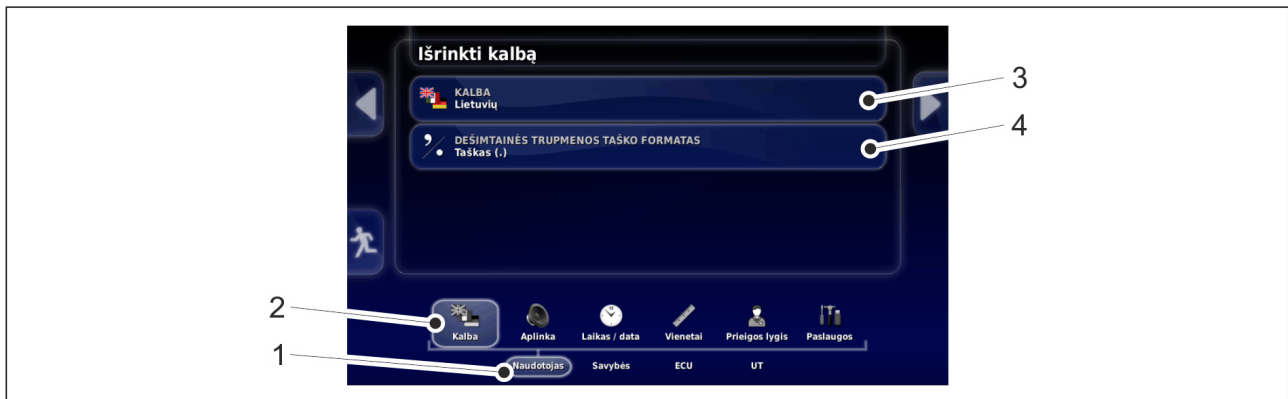 Išrinkti kalbą
KALBA
Lietuvių
3
DEŠIMTAINĖS TRUPMENOS TAŠKO FORMATAS
Taškas (.)
4
2
Kalba
Aplinka
Laikas / data
Vienetai
Prieigos lygis
Paslaugos
1
Naudotojas
Savybės
ECU
UT